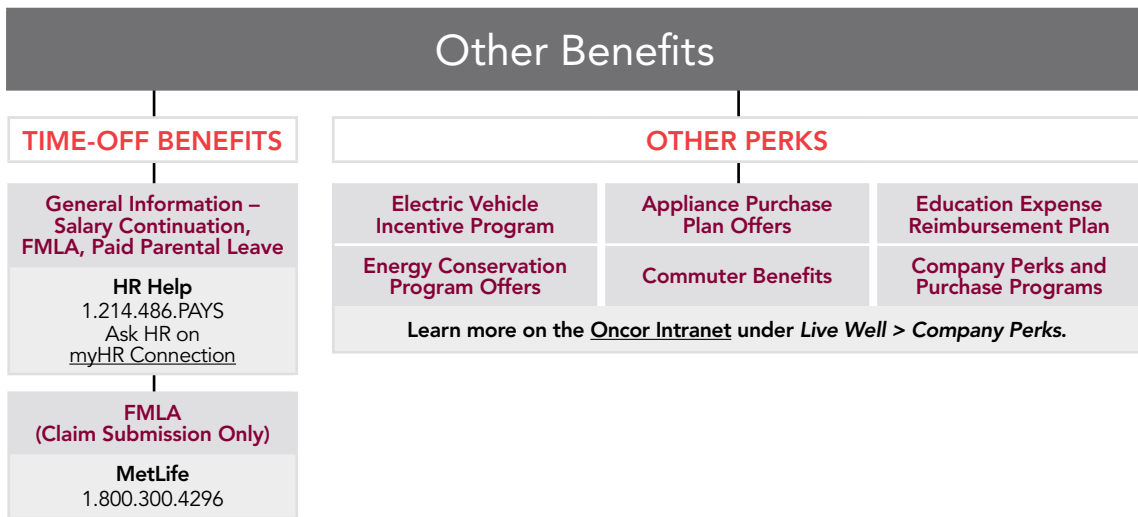 Other Benefits
TIME-OFF BENEFITS
General Information –
Salary Continuation,
FMLA, Paid Parental Leave
HR Help
1.214.486.PAYS
Ask HR on
myHR Connection
FMLA
(Claim Submission Only)
MetLife
1.800.300.4296
OTHER PERKS
Electric Vehicle
Incentive Program
Appliance Purchase
Plan Offers
Education Expense
Reimbursement Plan
Energy Conservation
Program Offers
Commuter Benefits
Company Perks and
Purchase Programs
Learn more on the Oncor Intranet under Live Well > Company Perks.